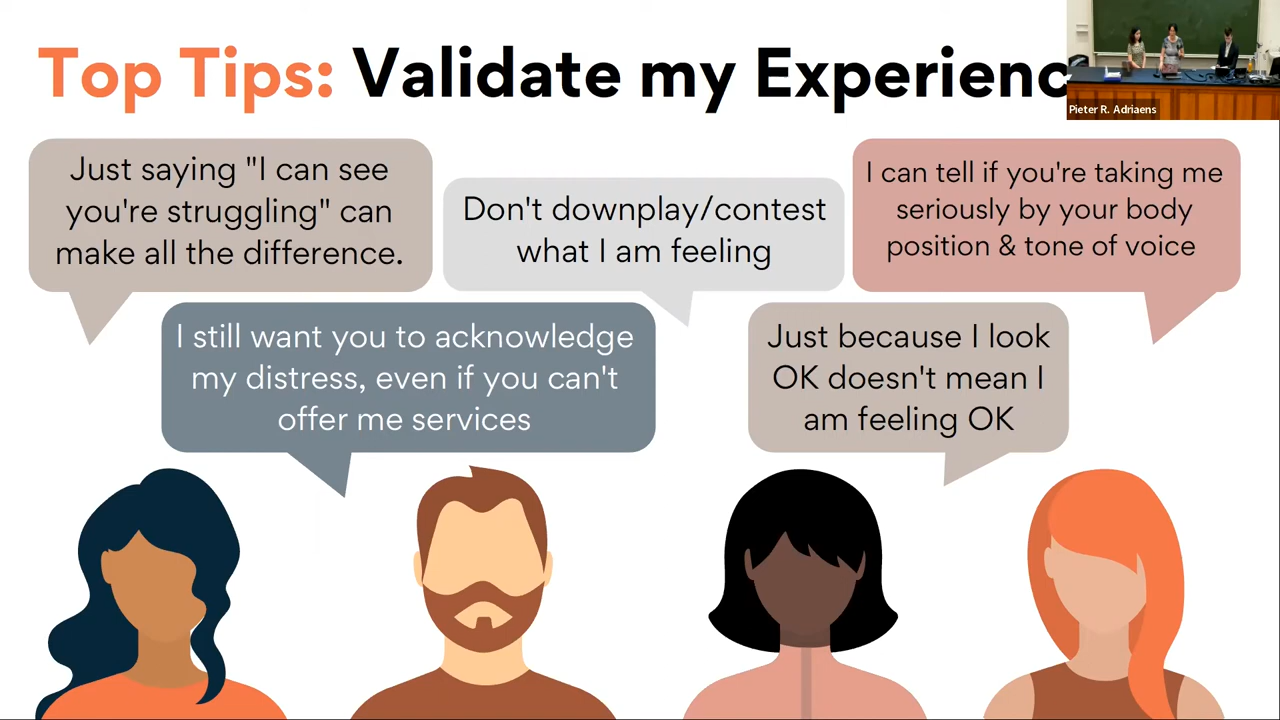 Top Tips: Validate my Experienc
Pieter R. Adriaens
Just saying "I can see
you're struggling" can
make all the difference.
Don't downplay/contest
what I am feeling
I can tell if you're taking me
seriously by your body
position & tone of voice
I still want you to acknowledge
my distress, even if you can't
offer me services
Just because I look
OK doesn't mean I
am feeling OK